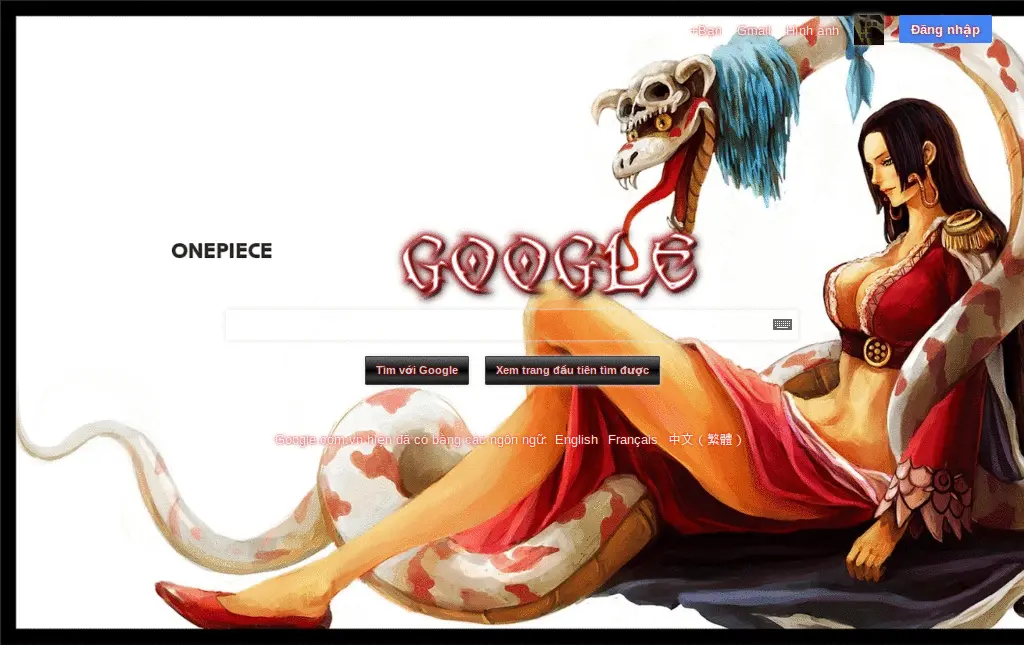 +Bạn Gmail Hình ảnh Đăng nhập
ONEPIECE
GOOGLE
Tìm với Google Xem trang đầu tiên tìm được
Google.com.vn hiện đã có bằng các ngôn ngữ: English Français 中文（繁體）